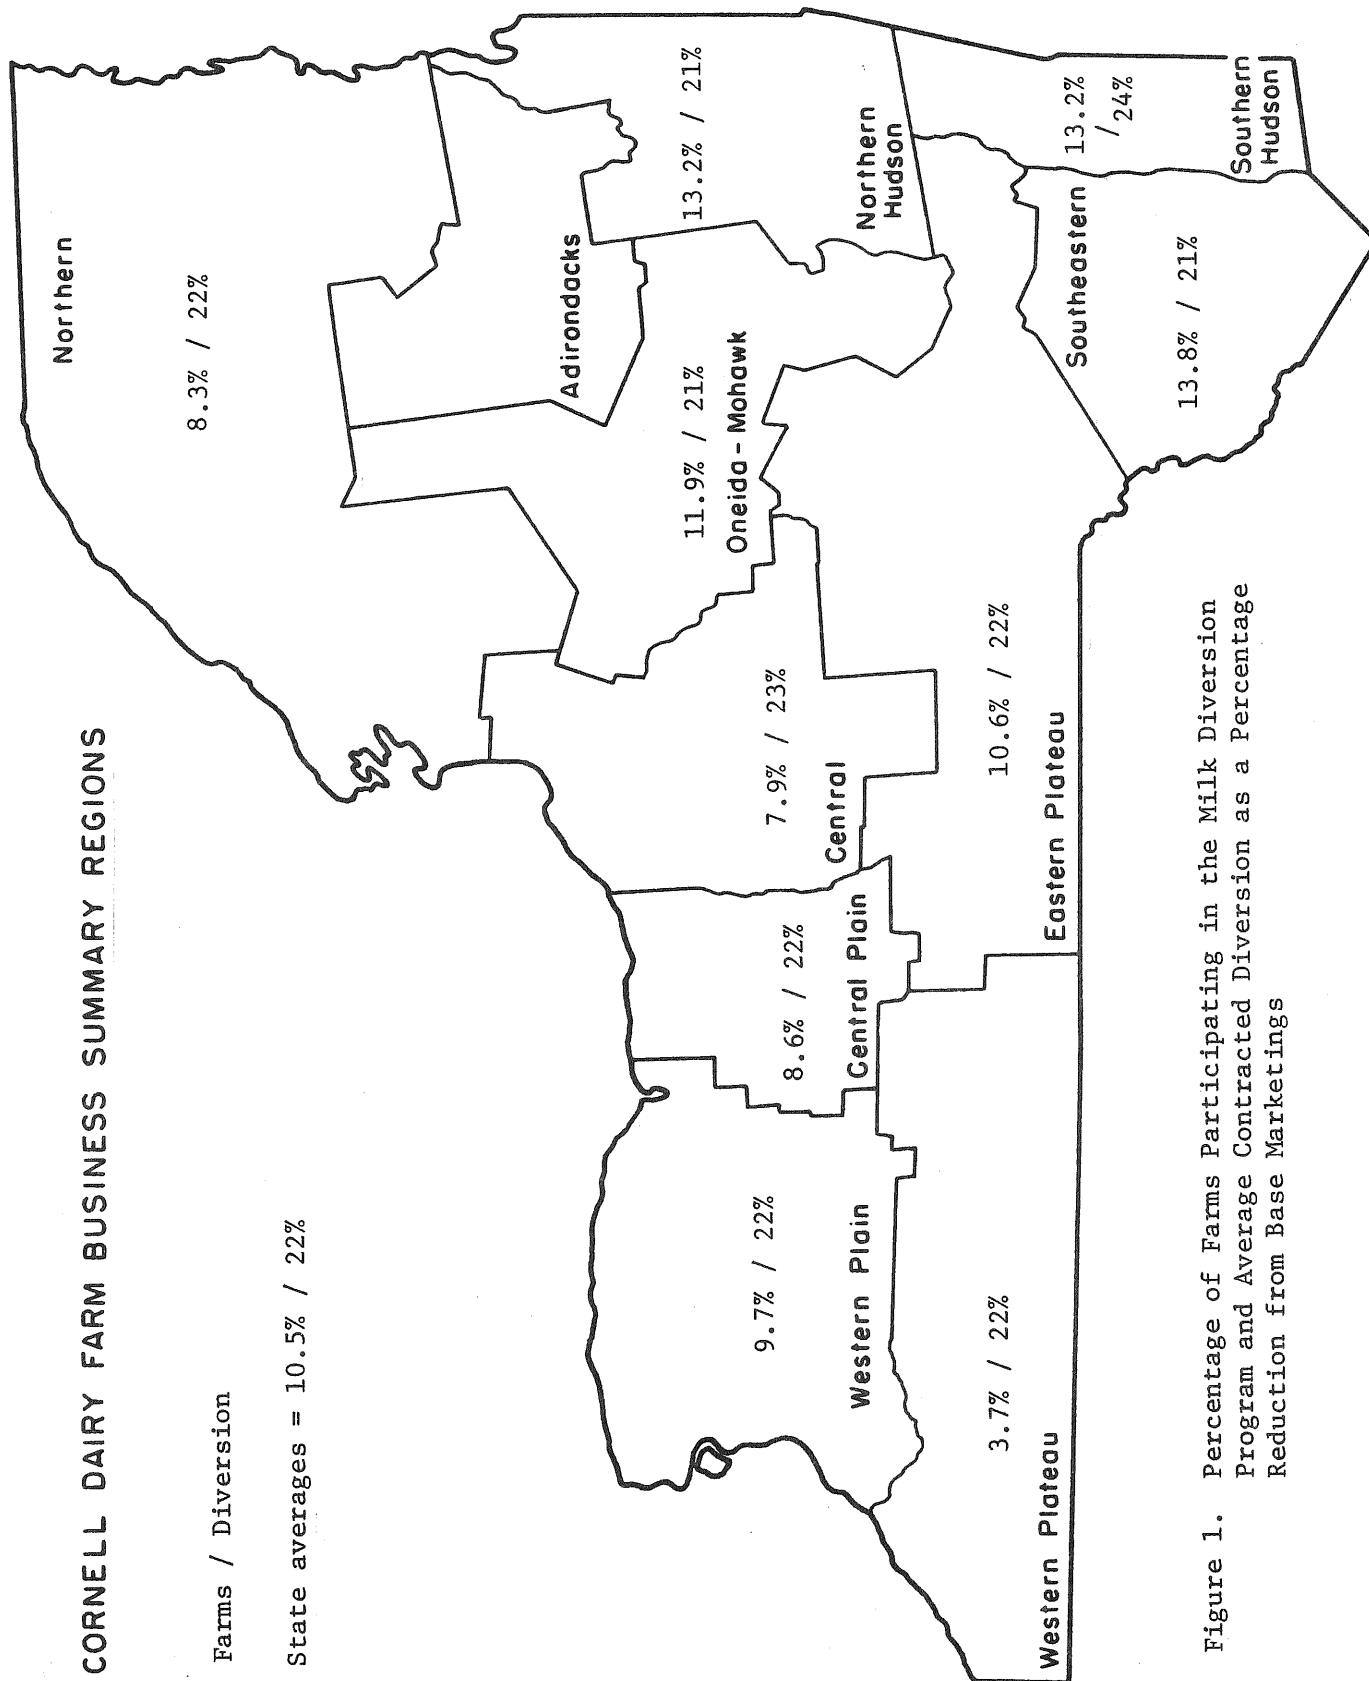 CORNELL DAIRY FARM BUSINESS SUMMARY REGIONS
Farms / Diversion
State averages = 10.5% / 22%
Northern
8.3% / 22%
Adirondacks
11.9% / 21%
Oneida-Mohawk
13.2% / 21%
Northern
Hudson
7.9% / 23%
Central
8.6% / 22%
Central Plain
9.7% / 22%
Western Plain
3.7% / 22%
Western Plateau
10.6% / 22%
Eastern Plateau
Southeastern
13.8% / 21%
13.2%
/ 24%
Southern
Hudson
Figure 1. Percentage of Farms Participating in the Milk Diversion
Program and Average Contracted Diversion as a Percentage
Reduction from Base Marketings